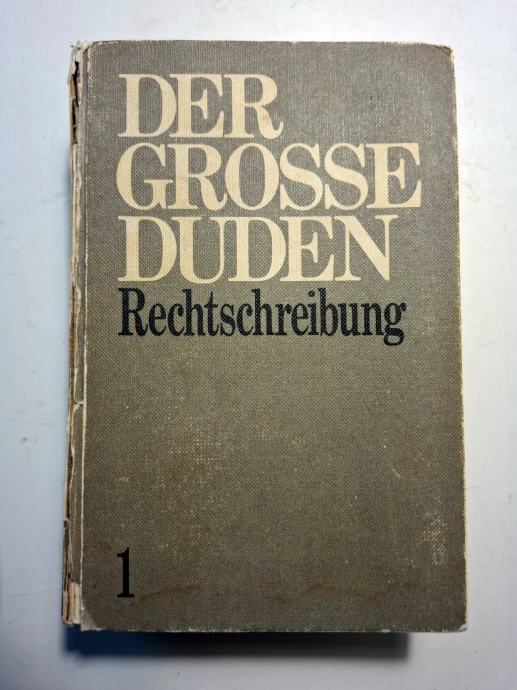 DER
GROSSE
DUDEN
Rechtschreibung
1